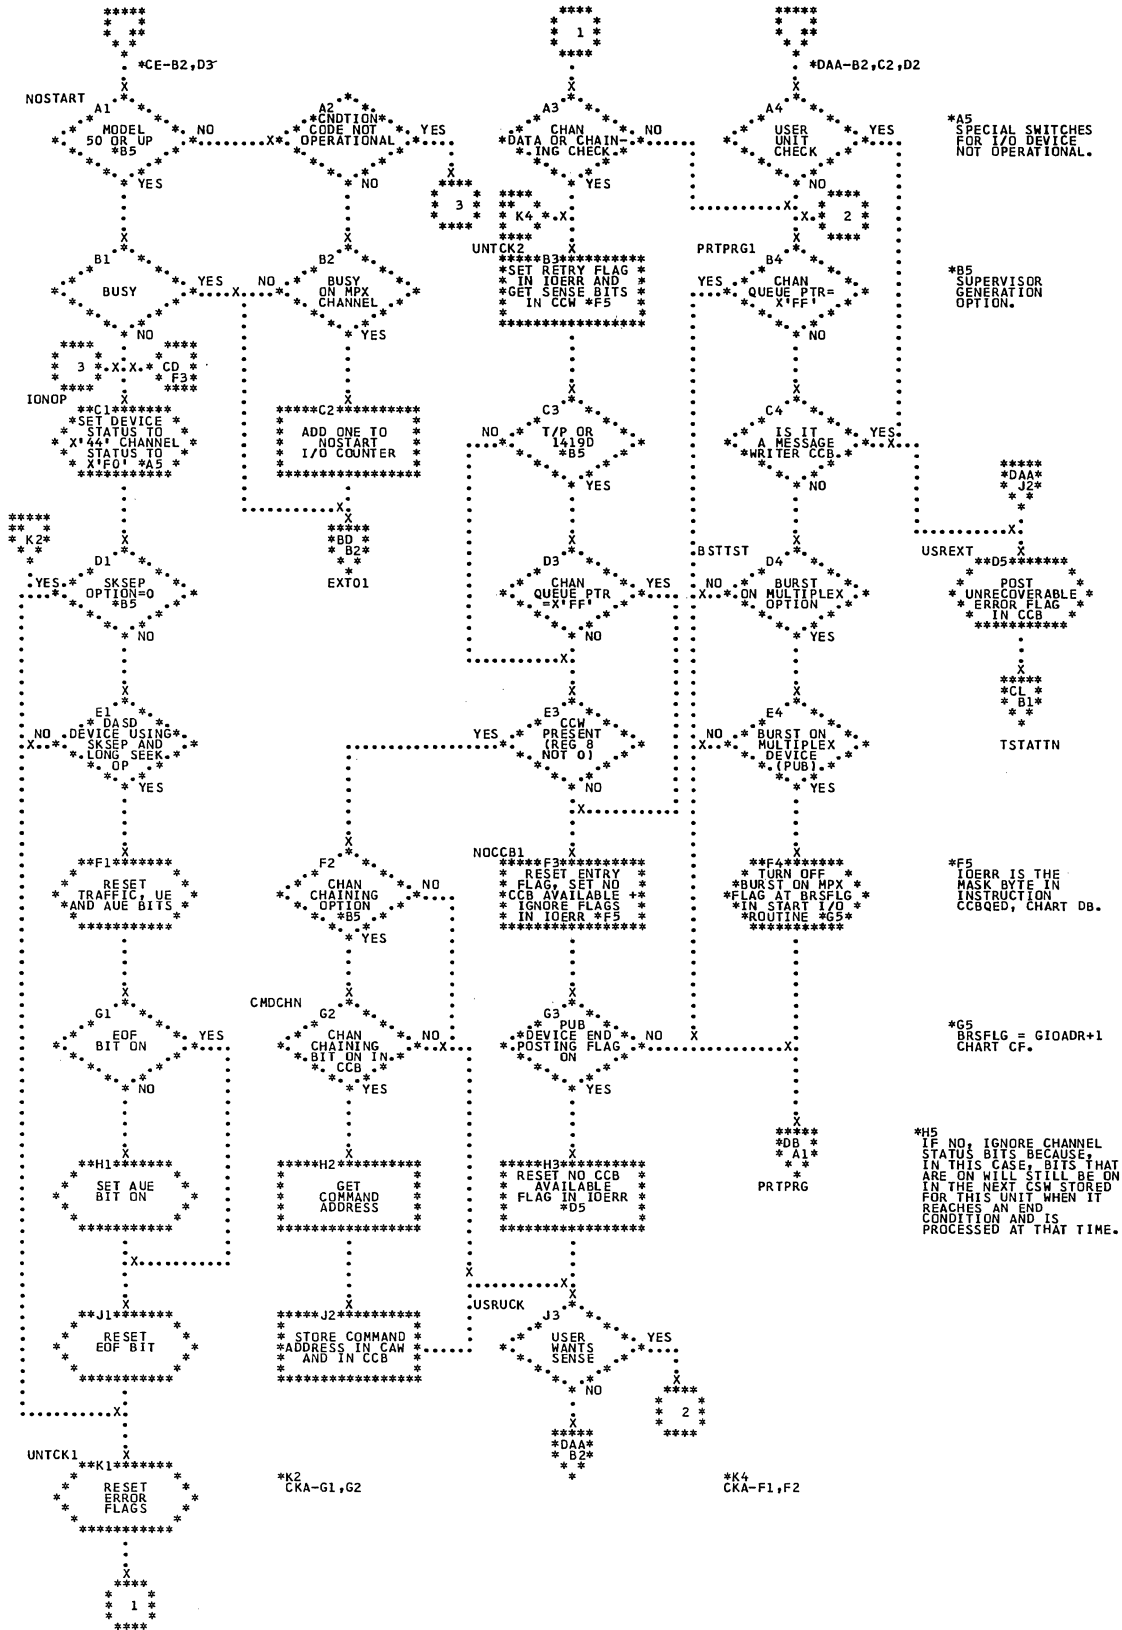 1
*CE-B2,D3
*DAA-B2,C2,D2
NOSTART
A1
MODEL
50 OR UP
*B5
NO
YES
A2
CNDTION
CODE NOT
OPERATIONAL
YES
NO
3
A3
CHAN
DATA OR CHAIN-
ING CHECK
NO
YES
A4
USER
UNIT
CHECK
YES
NO
*A5
SPECIAL SWITCHES
FOR I/O DEVICE
NOT OPERATIONAL.
K4
2
B1
BUSY
YES
NO
B2
BUSY
ON MPX
CHANNEL
NO
YES
UNTCK2
B3
SET RETRY FLAG
IN IOERR AND
GET SENSE BITS
IN CCW *F5
PRTPRG1
B4
CHAN
QUEUE PTR=
X'FF'
YES
NO
*B5
SUPERVISOR
GENERATION
OPTION.
3
CD
F3
IONOP
C1
SET DEVICE
STATUS TO
X'44' CHANNEL
STATUS TO
X'F0' *A5
C2
ADD ONE TO
NOSTART
I/O COUNTER
C3
T/P OR
1419D
*B5
NO
YES
C4
IS IT
A MESSAGE
WRITER CCB
YES
NO
DAA
J2
K2
BD
B2
EXT01
D1
SKSEP
OPTION=0
*B5
YES
NO
D3
CHAN
QUEUE PTR
=X'FF'
YES
NO
BSTTST
D4
BURST
ON MULTIPLEX
OPTION
NO
YES
USREXT
D5
POST
UNRECOVERABLE
ERROR FLAG
IN CCB
CL
B1
TSTATTN
E1
DASD
DEVICE USING
SKSEP AND
LONG SEEK
OP
NO
YES
E3
CCW
PRESENT
(REG 8
NOT 0)
YES
NO
E4
BURST ON
MULTIPLEX
DEVICE
(PUB)
NO
YES
F1
RESET
TRAFFIC, UE
AND AUE BITS
F2
CHAN
CHAINING
OPTION
*B5
NO
YES
NOCCB1
F3
RESET ENTRY
FLAG, SET NO
CCB AVAILABLE +
IGNORE FLAGS
IN IOERR *F5
F4
TURN OFF
BURST ON MPX
FLAG AT BRSFLG
IN START I/O
ROUTINE *G5
*F5
IOERR IS THE
MASK BYTE IN
INSTRUCTION
CCBQED, CHART DB.
G1
EOF
BIT ON
YES
NO
CMDCHN
G2
CHAN
CHAINING
BIT ON IN
CCB
NO
YES
G3
PUB
DEVICE END
POSTING FLAG
ON
NO
YES
*G5
BRSFLG = GIOADR+1
CHART CF.
DB
A1
PRTPRG
H1
SET AUE
BIT ON
H2
GET
COMMAND
ADDRESS
H3
RESET NO CCB
AVAILABLE
FLAG IN IOERR
*D5
*H5
IF NO, IGNORE CHANNEL
STATUS BITS BECAUSE,
IN THIS CASE, BITS THAT
ARE ON WILL STILL BE ON
IN THE NEXT CSW STORED
FOR THIS UNIT WHEN IT
REACHES AN END
CONDITION AND IS
PROCESSED AT THAT TIME.
J1
RESET
EOF BIT
J2
STORE COMMAND
ADDRESS IN CAW
AND IN CCB
USRUCK
J3
USER
WANTS
SENSE
YES
NO
2
DAA
B2
UNTCK1
K1
RESET
ERROR
FLAGS
*K2
CKA-G1,G2
*K4
CKA-F1,F2
1